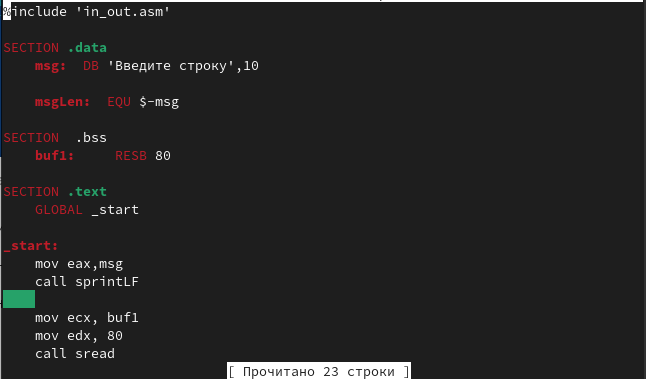 %include 'in_out.asm'
SECTION .data
msg: DB 'Введите строку',10
msgLen: EQU $-msg
SECTION .bss
buf1: RESB 80
SECTION .text
GLOBAL _start
_start:
mov eax,msg
call sprintLF
mov ecx, buf1
mov edx, 80
call sread
[ Прочитано 23 строки ]